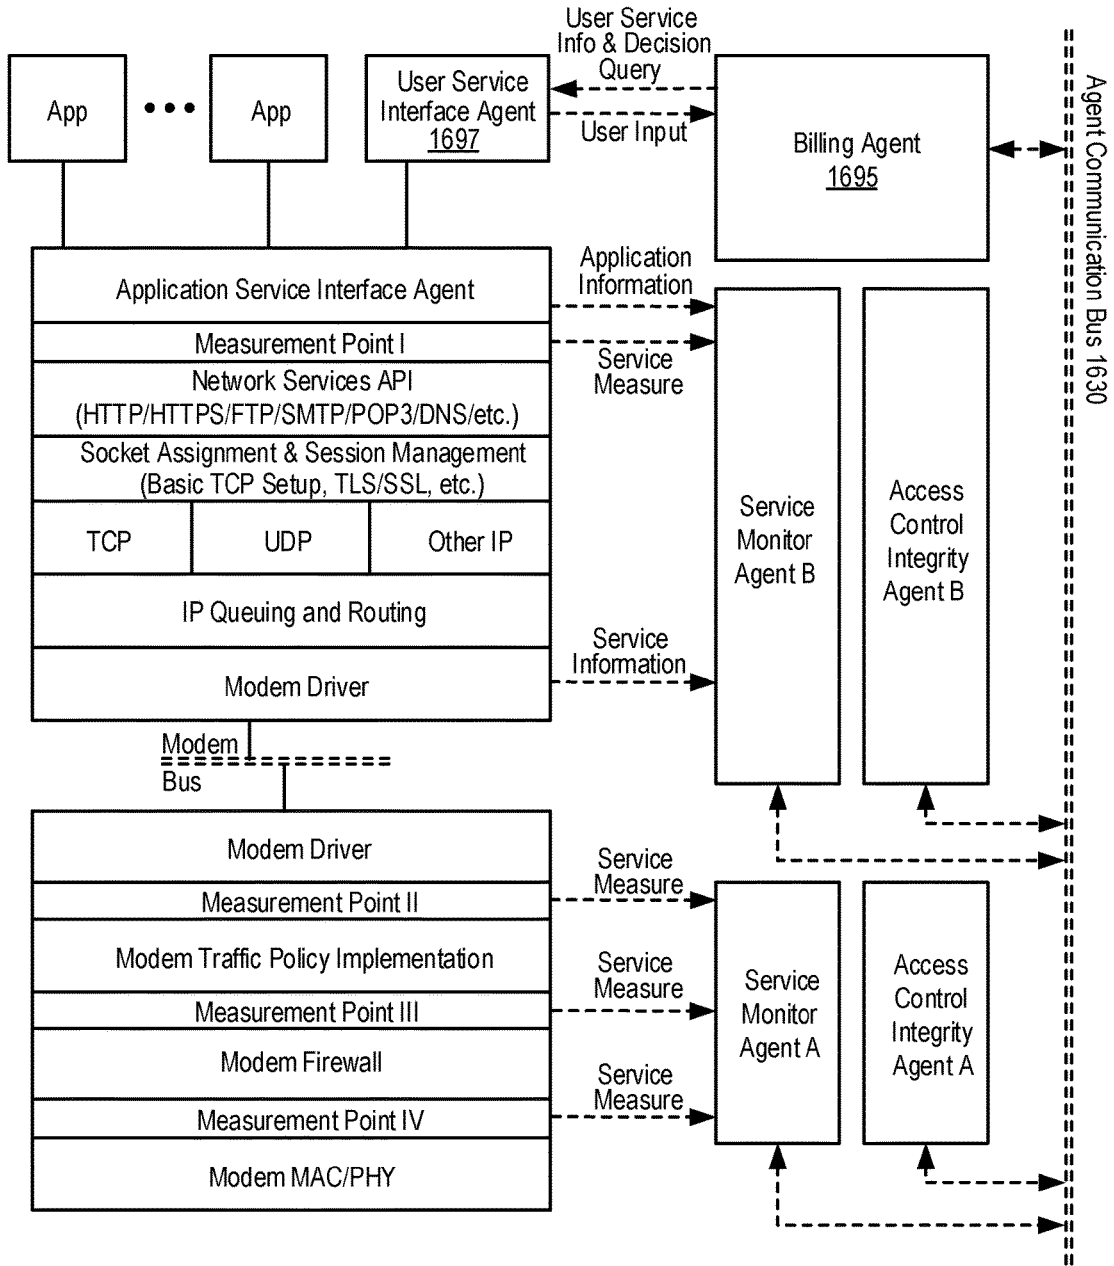 User Service
Info & Decision
Query
App
App
User Service
Interface Agent
1697
User Input
Billing Agent
1695
Agent Communication Bus 1630
Application Service Interface Agent
Application
Information
Measurement Point I
Service
Measure
Network Services API
(HTTP/HTTPS/FTP/SMTP/POP3/DNS/etc.)
Socket Assignment & Session Management
(Basic TCP Setup, TLS/SSL, etc.)
TCP
UDP
Other IP
Service
Monitor
Agent B
Access
Control
Integrity
Agent B
IP Queuing and Routing
Service
Information
Modem Driver
Modem
Bus
Modem Driver
Service
Measure
Measurement Point II
Modem Traffic Policy Implementation
Service
Measure
Measurement Point III
Service
Monitor
Agent A
Access
Control
Integrity
Agent A
Modem Firewall
Service
Measure
Measurement Point IV
Modem MAC/PHY